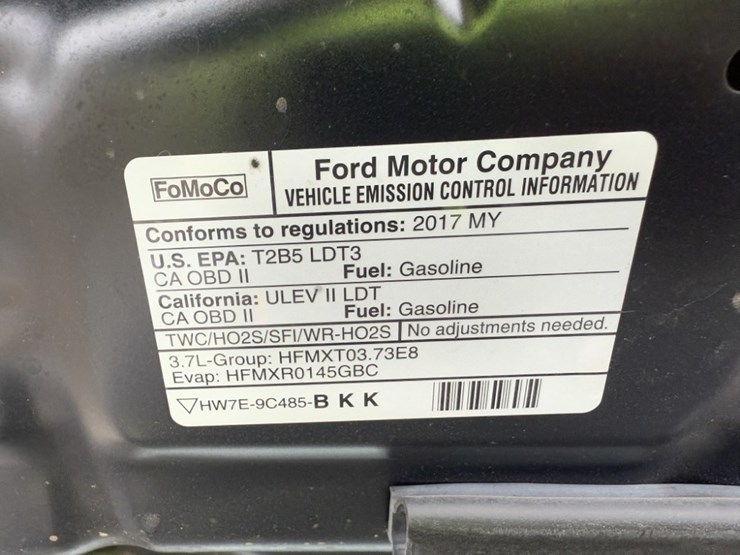 FoMoCo
Ford Motor Company
VEHICLE EMISSION CONTROL INFORMATION
Conforms to regulations: 2017 MY
U.S. EPA: T2B5 LDT3
CA OBD II Fuel: Gasoline
California: ULEV II LDT
CA OBD II Fuel: Gasoline
TWC/HO2S/SFI/WR-HO2S No adjustments needed.
3.7L-Group: HFMXT03.73E8
Evap: HFMXR0145GBC
HW7E-9C485-B K K